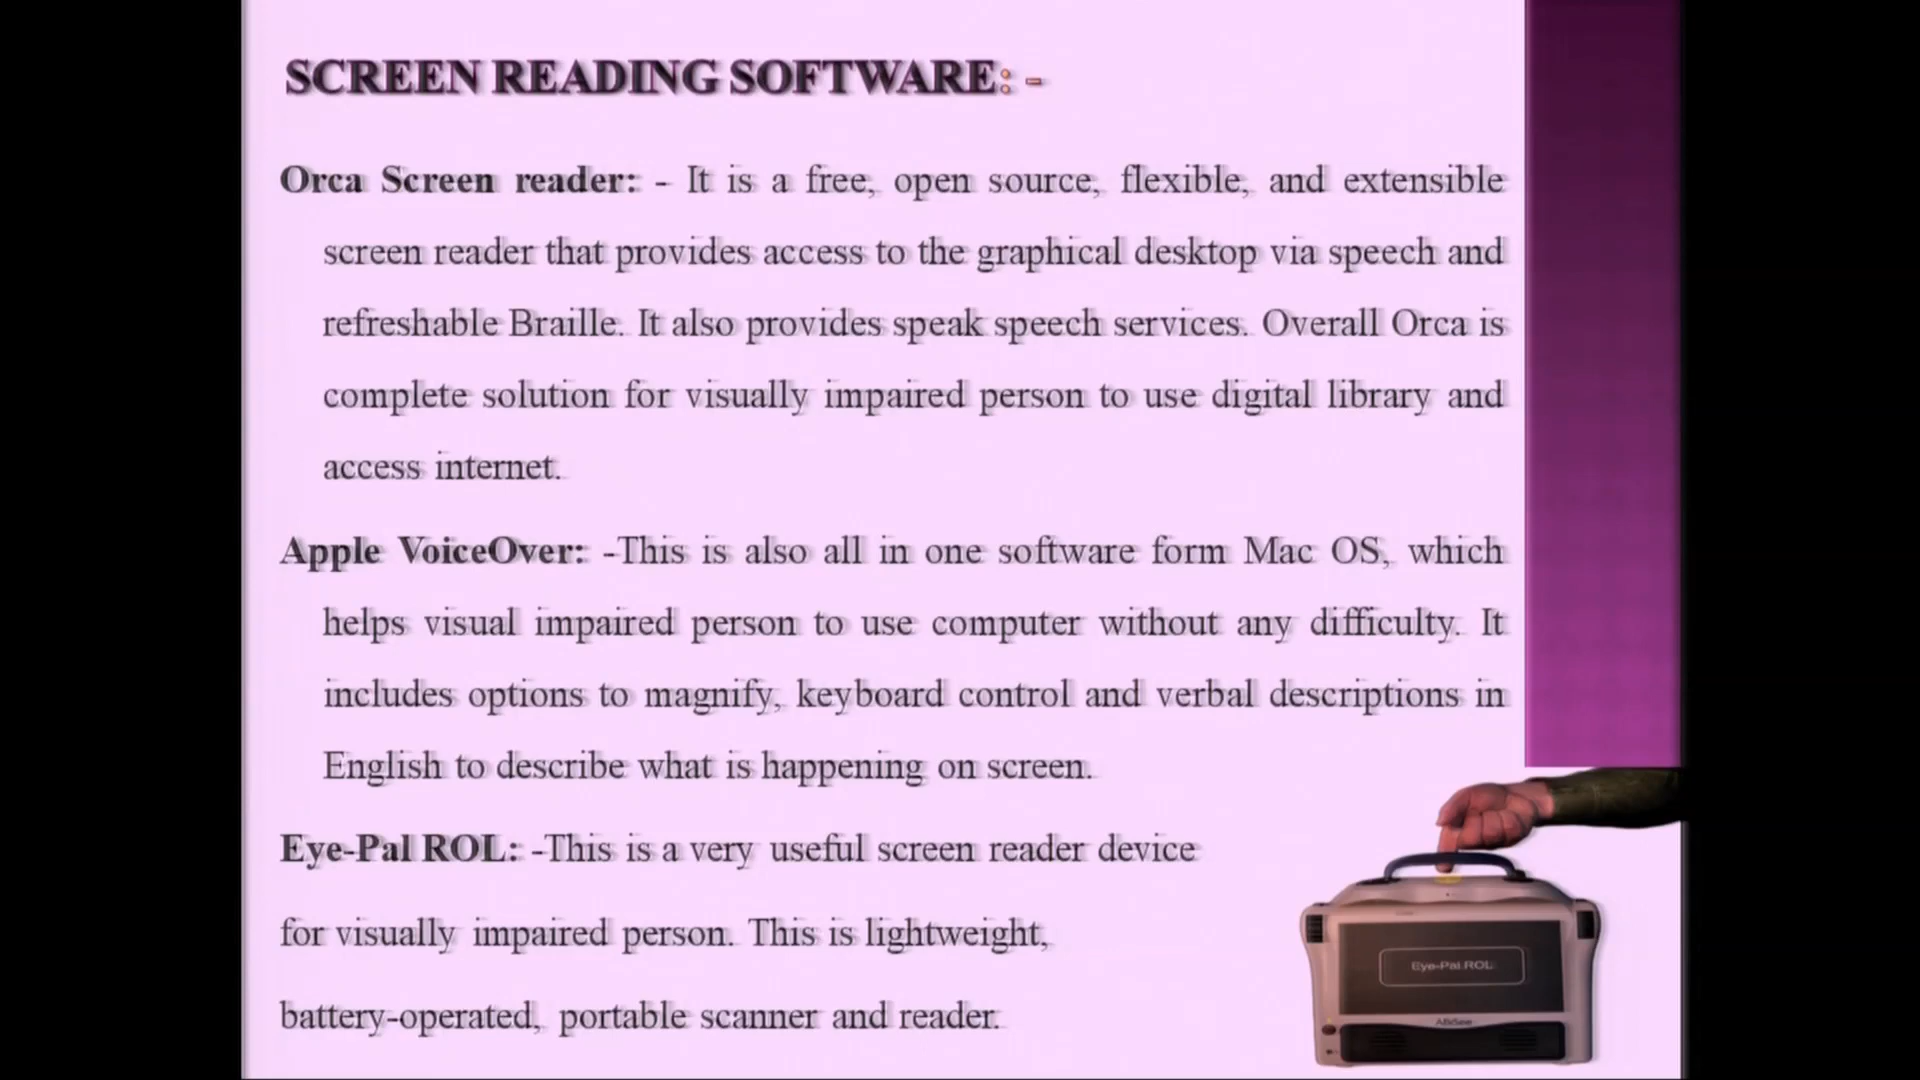 SCREEN READING SOFTWARE: -
Orca Screen reader: - It is a free, open source, flexible, and extensible
screen reader that provides access to the graphical desktop via speech and
refreshable Braille. It also provides speak speech services. Overall Orca is
complete solution for visually impaired person to use digital library and
access internet.
Apple VoiceOver: -This is also all in one software form Mac OS, which
helps visual impaired person to use computer without any difficulty. It
includes options to magnify, keyboard control and verbal descriptions in
English to describe what is happening on screen.
Eye-Pal ROL: -This is a very useful screen reader device
for visually impaired person. This is lightweight,
battery-operated, portable scanner and reader.
Eye-Pal ROL
ABiSee